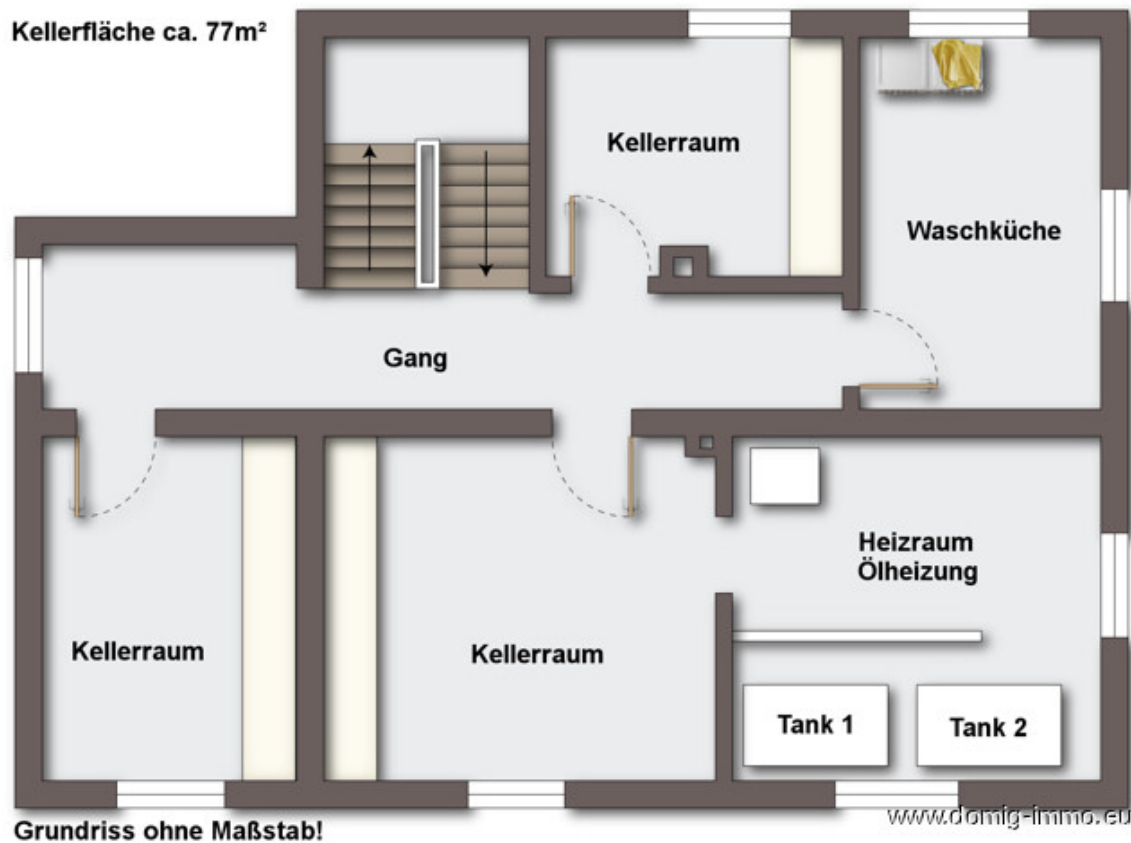 Kellerfläche ca. 77m²
Kellerraum
Waschküche
Gang
Heizraum
Ölheizung
Kellerraum
Kellerraum
Tank 1
Tank 2
www.domig-immo.eu
Grundriss ohne Maßstab!